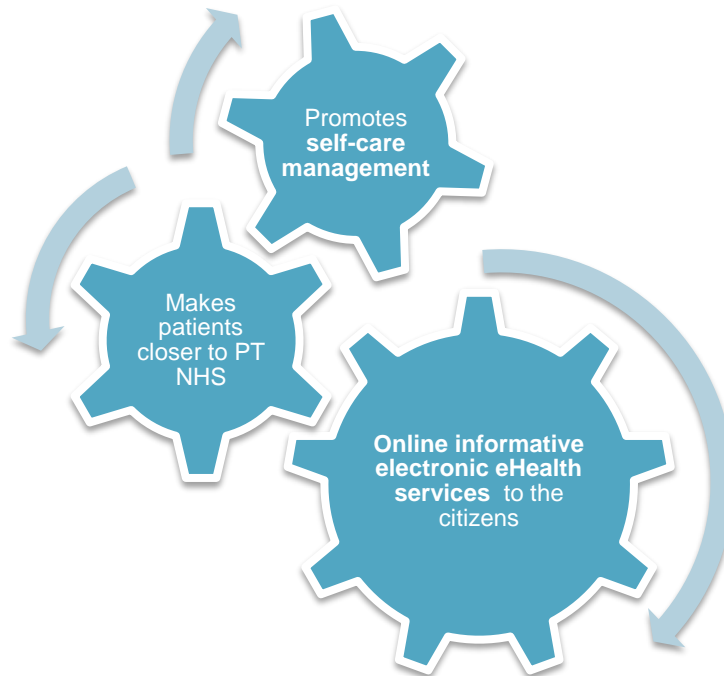 Promotes
self-care
management
Makes
patients
closer to PT
NHS
Online informative
electronic eHealth
services to the
citizens